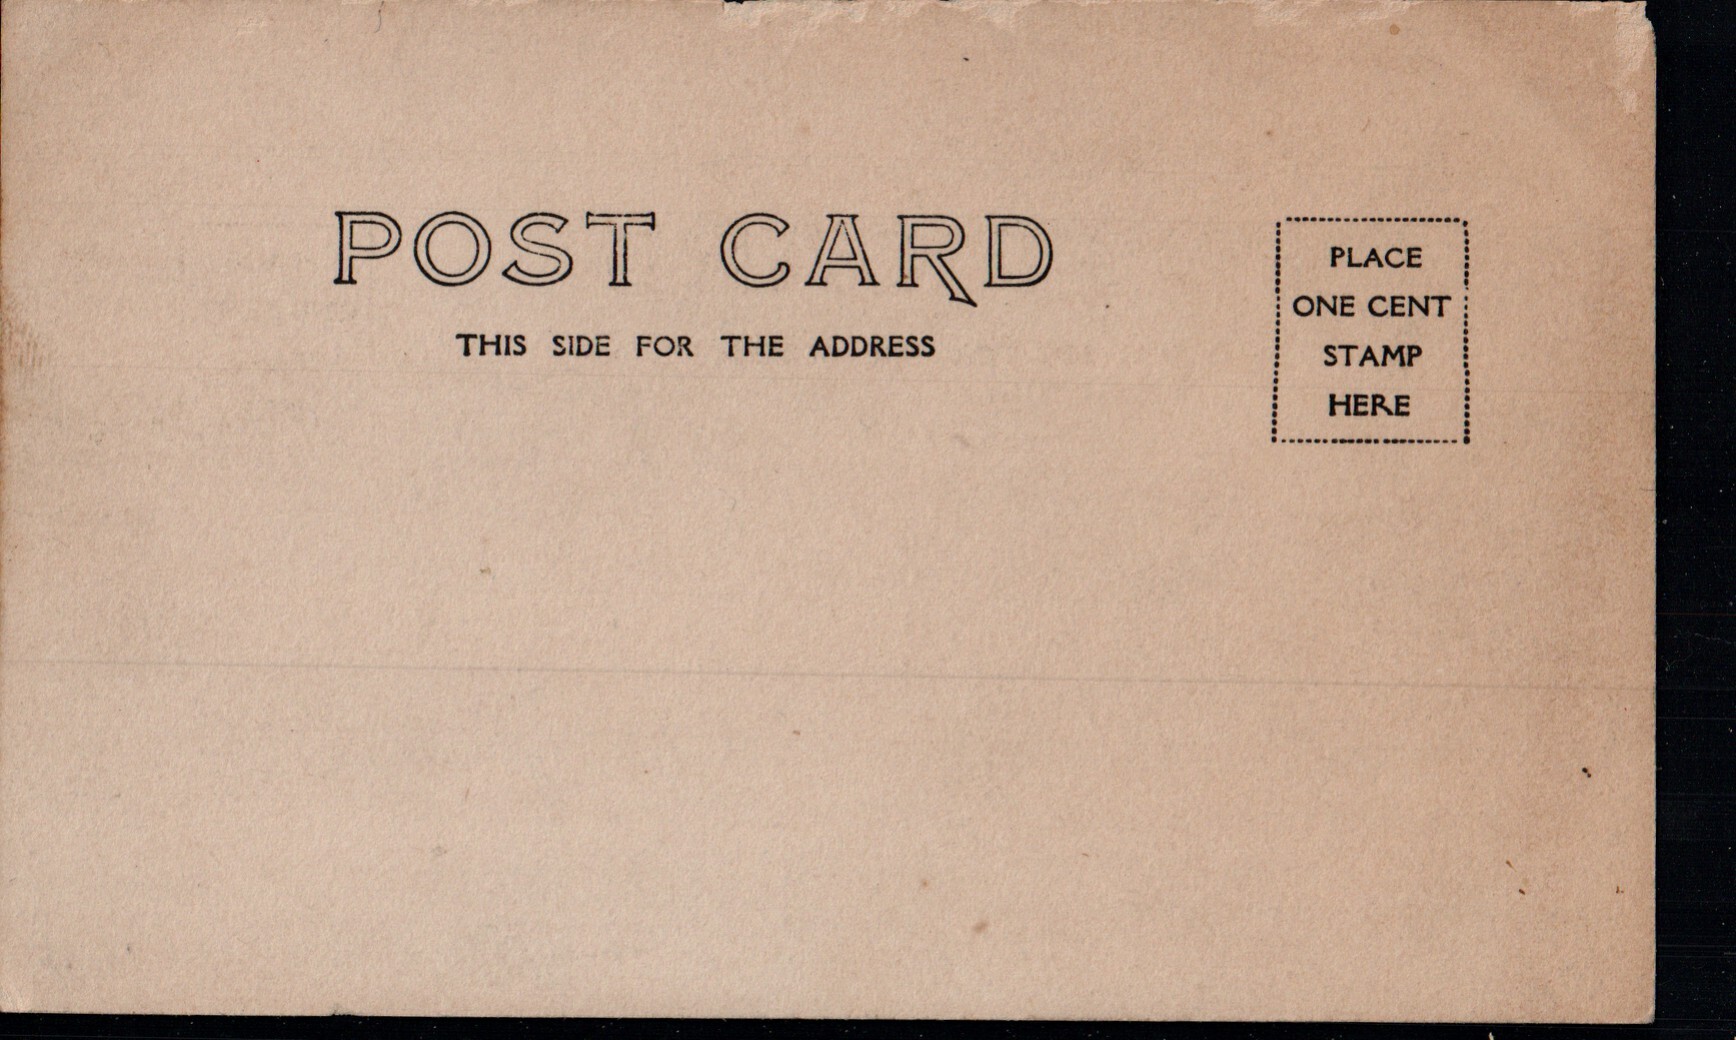 POST CARD
THIS SIDE FOR THE ADDRESS
PLACE
ONE CENT
STAMP
HERE